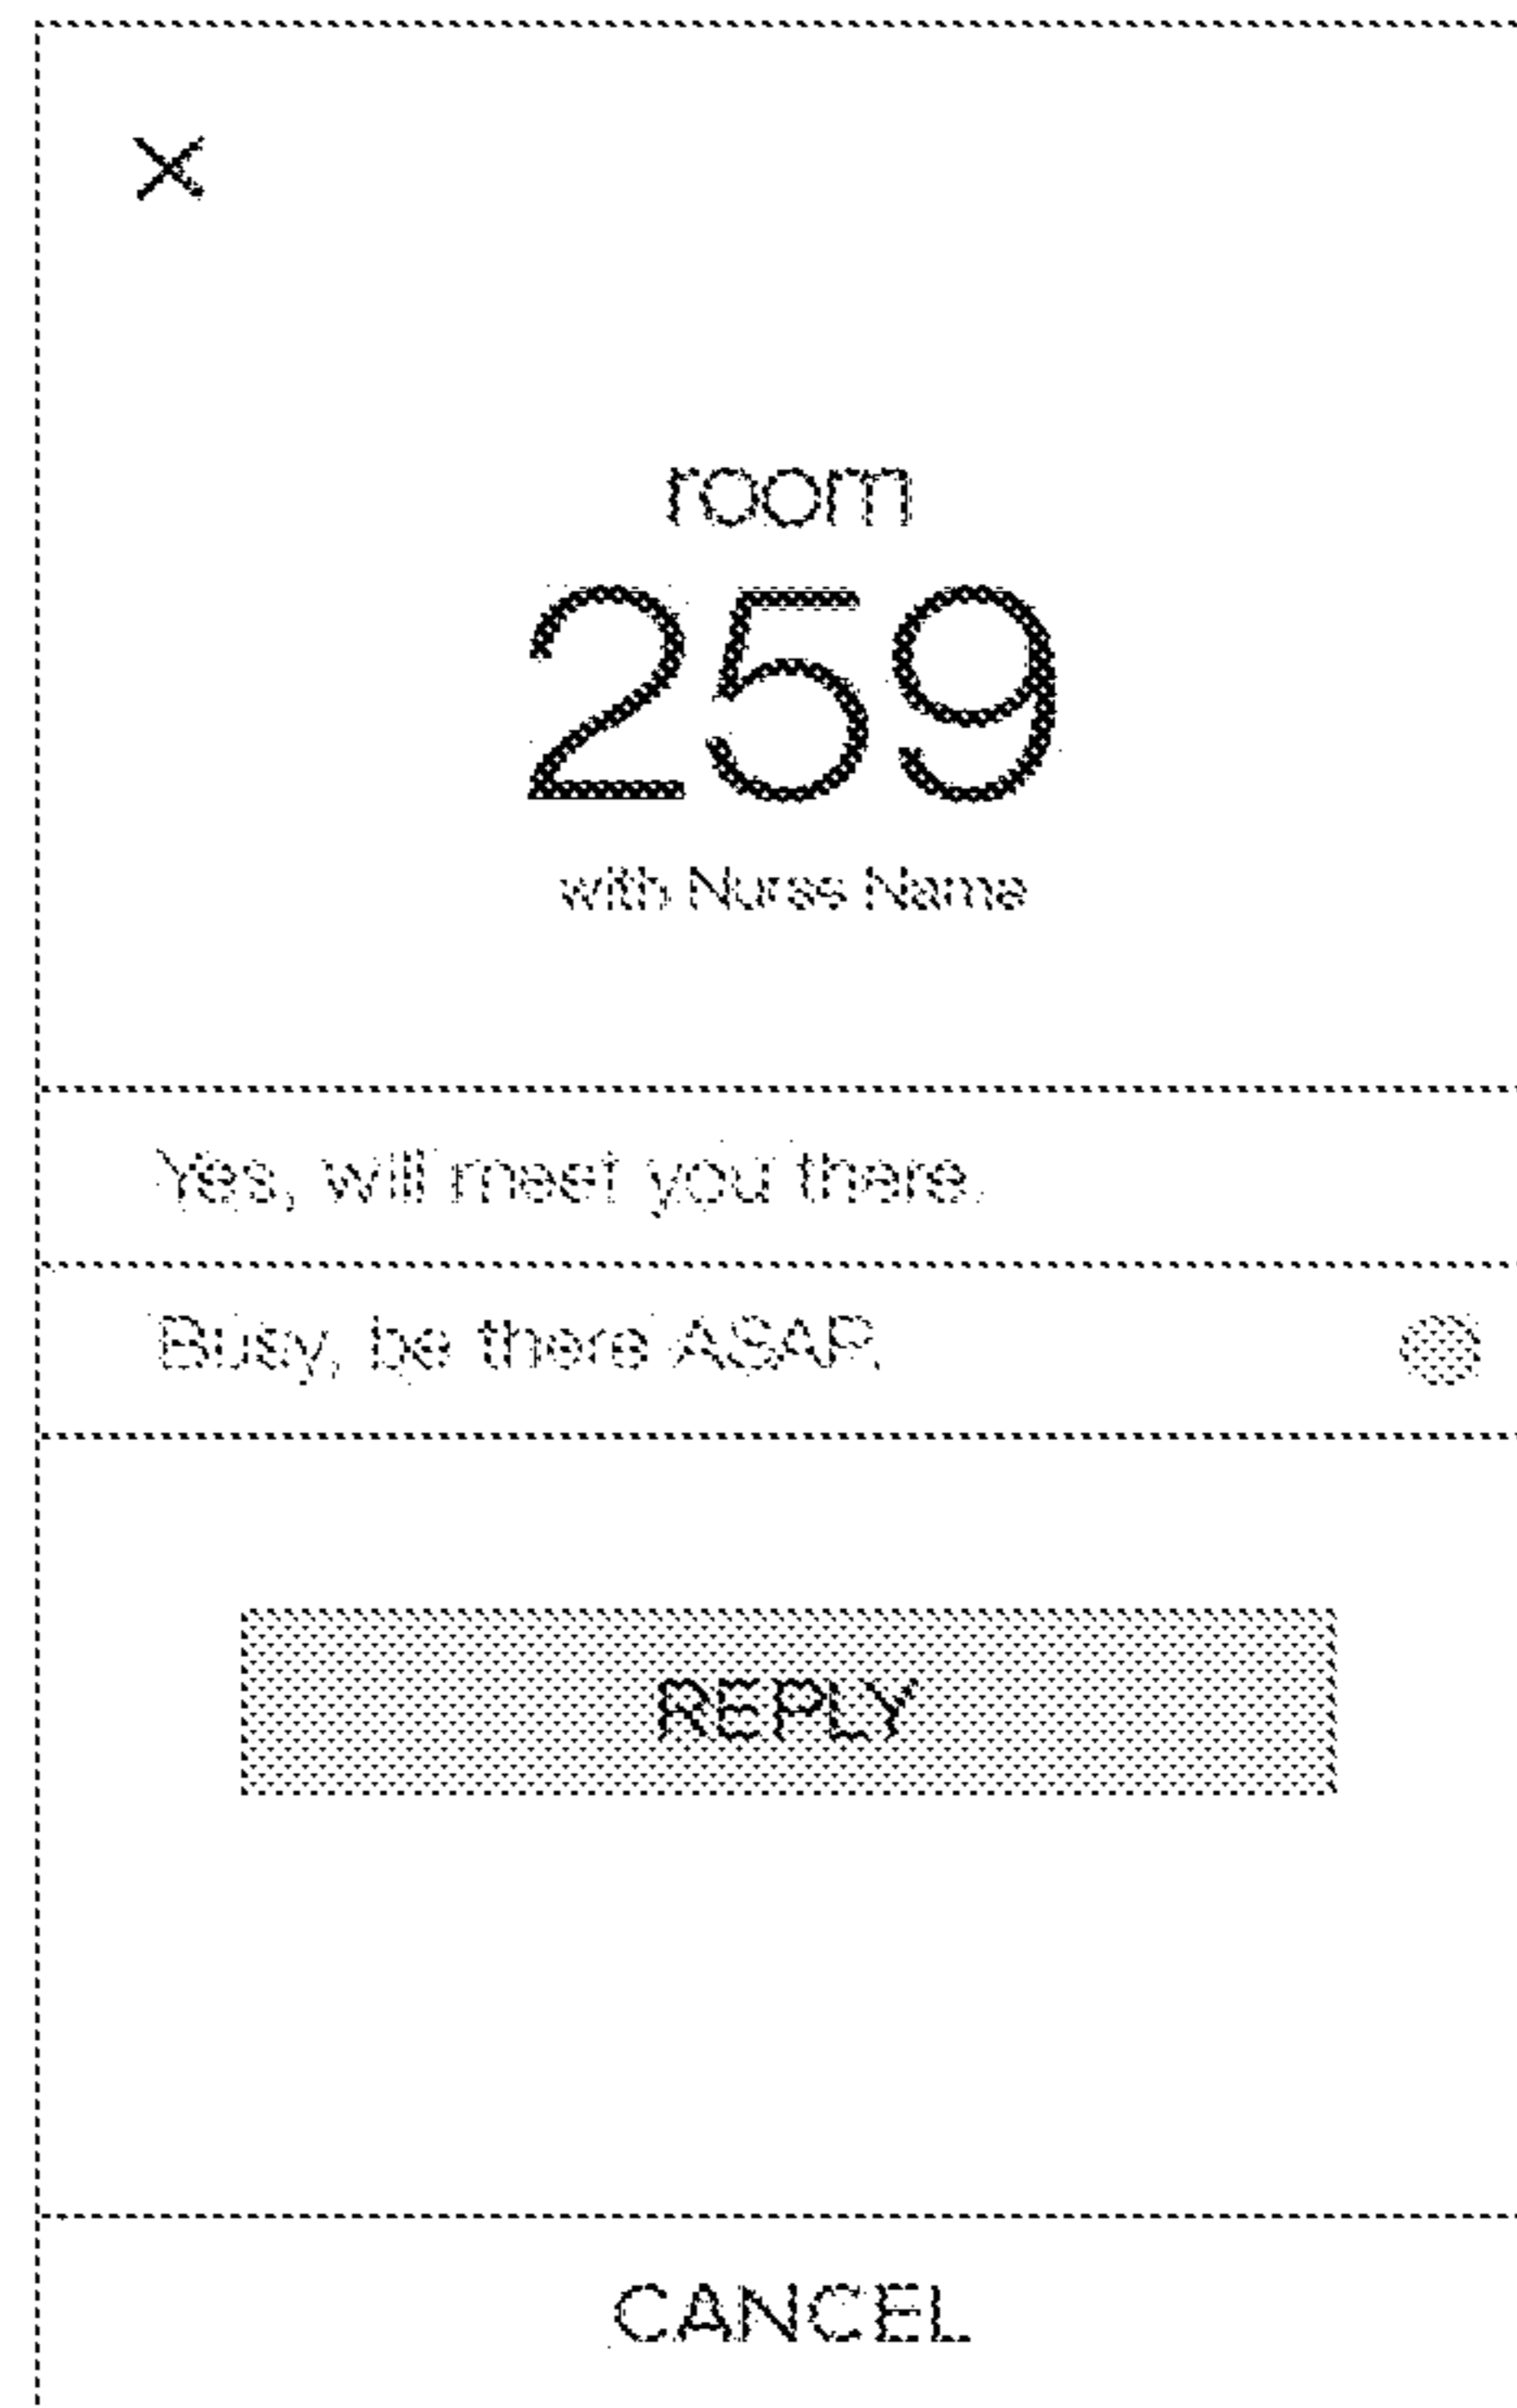 ×
room
259
with Nurse Name
Yes, will meet you there.
Busy, be there ASAP.
REPLY
CANCEL